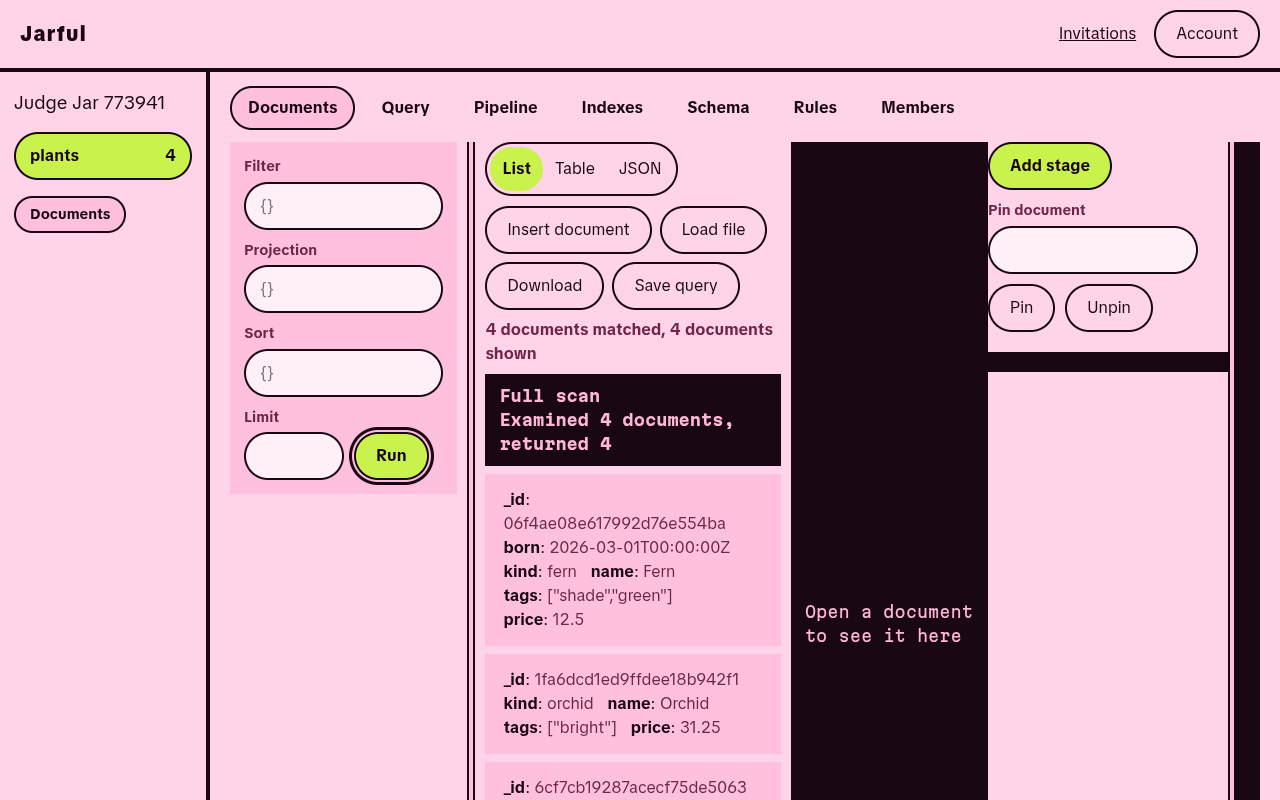 Jarful
Invitations
Account
Judge Jar 773941
plants 4
Documents
Documents Query Pipeline Indexes Schema Rules Members
Filter
{}
Projection
{}
Sort
{}
Limit
Run
List Table JSON
Insert document Load file
Download Save query
4 documents matched, 4 documents
shown
Full scan
Examined 4 documents,
returned 4
_id:
06f4ae08e617992d76e554ba
born: 2026-03-01T00:00:00Z
kind: fern name: Fern
tags: ["shade","green"]
price: 12.5
_id: 1fa6dcd1ed9ffdee18b942f1
kind: orchid name: Orchid
tags: ["bright"] price: 31.25
_id: 6cf7cb19287acecf75de5063
Open a document
to see it here
Add stage
Pin document
Pin Unpin